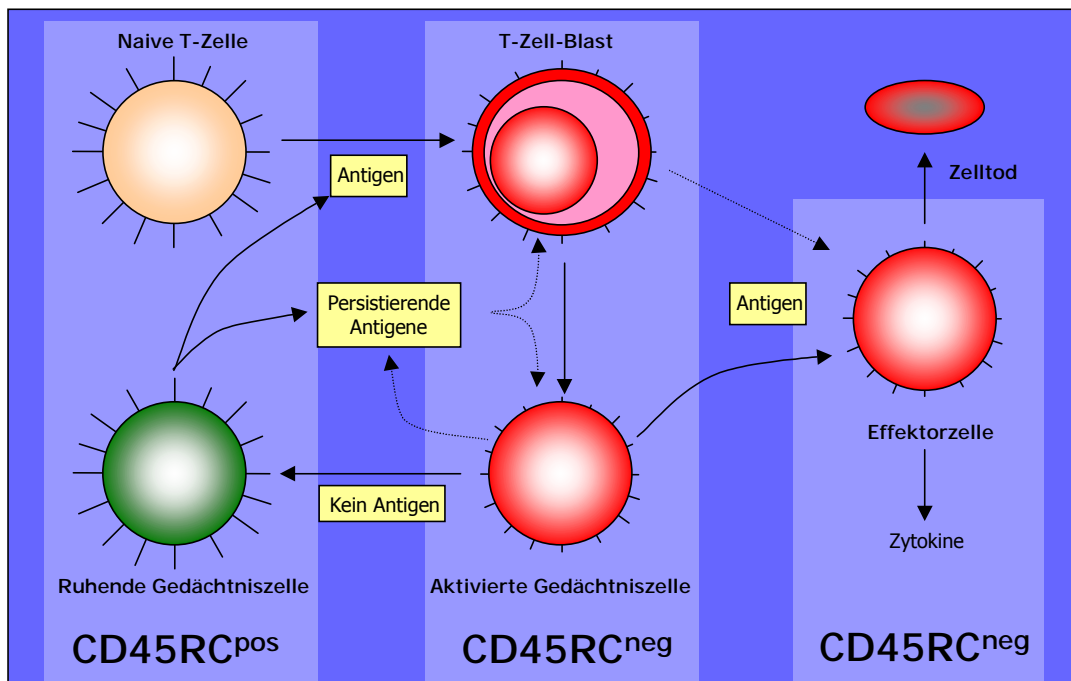 Naive T-Zelle
T-Zell-Blast
Antigen
Zelltod
Persistierende
Antigene
Antigen
Effektorzelle
Kein Antigen
Zytokine
Ruhende Gedächtniszelle
Aktivierte Gedächtniszelle
CD45RCpos
CD45RCneg
CD45RCneg